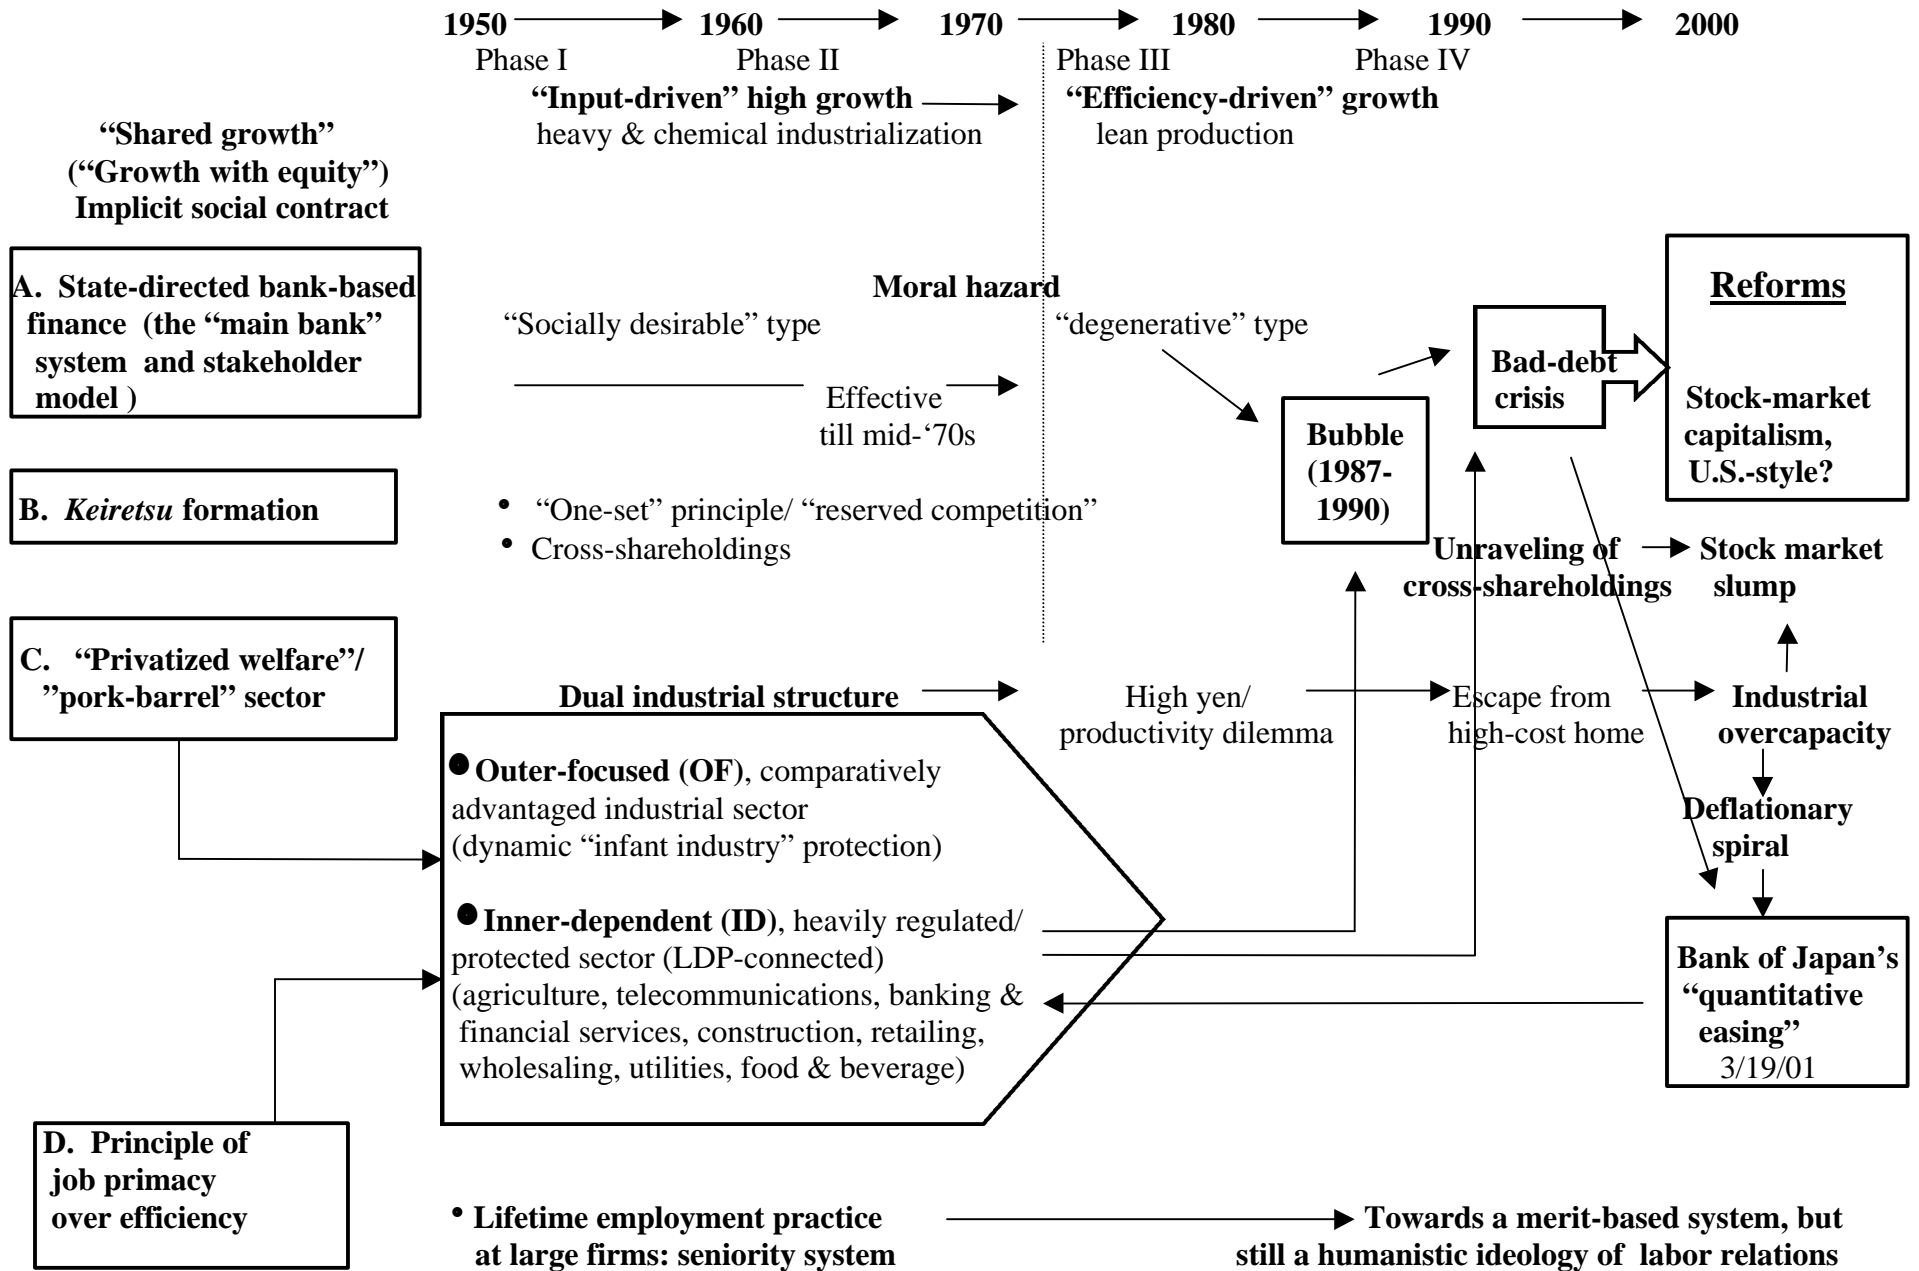 1950 1960 1970 1980 1990 2000
Phase I Phase II Phase III Phase IV
“Input-driven” high growth
heavy & chemical industrialization
“Efficiency-driven” growth
lean production
“Shared growth”
(“Growth with equity”)
Implicit social contract
A. State-directed bank-based
finance (the “main bank”
system and stakeholder
model )
Moral hazard
“Socially desirable” type
“degenerative” type
Effective
till mid-‘70s
Bubble
(1987-
1990)
Bad-debt
crisis
Reforms
Stock-market
capitalism,
U.S.-style?
B. Keiretsu formation
• “One-set” principle/ “reserved competition”
• Cross-shareholdings
Unraveling of
cross-shareholdings
Stock market
slump
C. “Privatized welfare”/
”pork-barrel” sector
Dual industrial structure
High yen/
productivity dilemma
Escape from
high-cost home
Industrial
overcapacity
• Outer-focused (OF), comparatively
advantaged industrial sector
(dynamic “infant industry” protection)
Deflationary
spiral
• Inner-dependent (ID), heavily regulated/
protected sector (LDP-connected)
(agriculture, telecommunications, banking &
financial services, construction, retailing,
wholesaling, utilities, food & beverage)
Bank of Japan’s
“quantitative
easing”
3/19/01
D. Principle of
job primacy
over efficiency
• Lifetime employment practice
at large firms: seniority system
Towards a merit-based system, but
still a humanistic ideology of labor relations